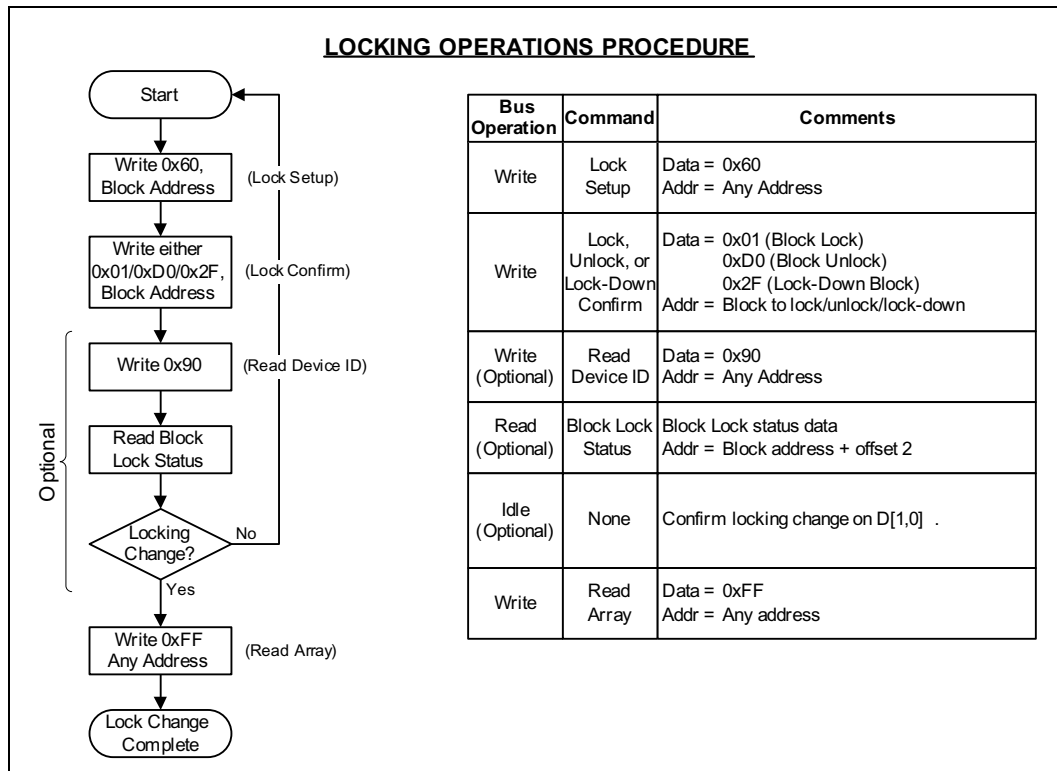 LOCKING OPERATIONS PROCEDURE
Start
Write 0x60,
Block Address
(Lock Setup)
Write either
0x01/0xD0/0x2F,
Block Address
(Lock Confirm)
Optional
Write 0x90
(Read Device ID)
Read Block
Lock Status
Locking
Change?
No
Yes
Write 0xFF
Any Address
(Read Array)
Lock Change
Complete
Bus
Operation
Command
Comments
Write
Lock
Setup
Data = 0x60
Addr = Any Address
Write
Lock,
Unlock, or
Lock-Down
Confirm
Data = 0x01 (Block Lock)
0xD0 (Block Unlock)
0x2F (Lock-Down Block)
Addr = Block to lock/unlock/lock-down
Write
(Optional)
Read
Device ID
Data = 0x90
Addr = Any Address
Read
(Optional)
Block Lock
Status
Block Lock status data
Addr = Block address + offset 2
Idle
(Optional)
None
Confirm locking change on D[1,0] .
Write
Read
Array
Data = 0xFF
Addr = Any address